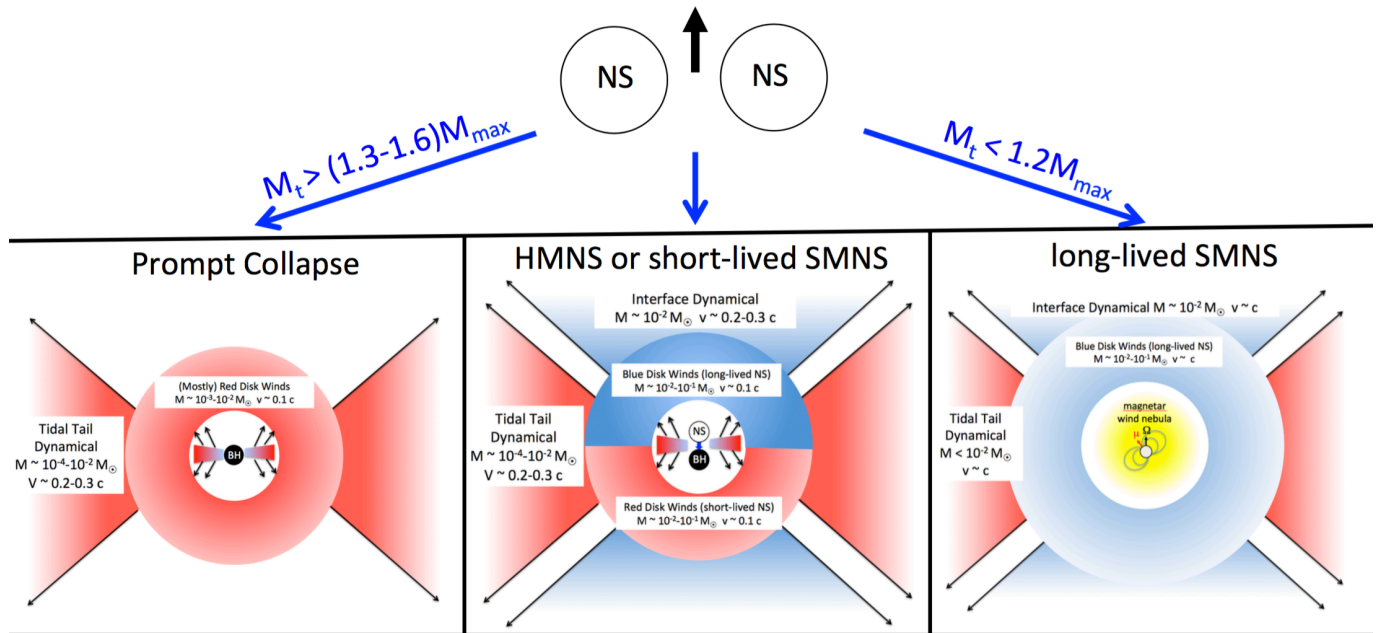 NS
NS
Mₜ > (1.3-1.6)Mₘₐₓ
Mₜ < 1.2Mₘₐₓ
Prompt Collapse
(Mostly) Red Disk Winds
M ~ 10⁻³-10⁻² M☉ v ~ 0.1 c
Tidal Tail
Dynamical
M ~ 10⁻⁴-10⁻² M☉
V ~ 0.2-0.3 c
BH
HMNS or short-lived SMNS
Interface Dynamical
M ~ 10⁻² M☉ v ~ 0.2-0.3 c
Blue Disk Winds (long-lived NS)
M ~ 10⁻²-10⁻¹ M☉ v ~ 0.1 c
Tidal Tail
Dynamical
M ~ 10⁻⁴-10⁻² M☉
V ~ 0.2-0.3 c
NS
BH
Red Disk Winds (short-lived NS)
M ~ 10⁻²-10⁻¹ M☉ v ~ 0.1 c
long-lived SMNS
Interface Dynamical M ~ 10⁻² M☉ v ~ c
Blue Disk Winds (long-lived NS)
M ~ 10⁻²-10⁻¹ M☉ v ~ c
Tidal Tail
Dynamical
M < 10⁻² M☉
v ~ c
magnetar
wind nebula
Ω
μ